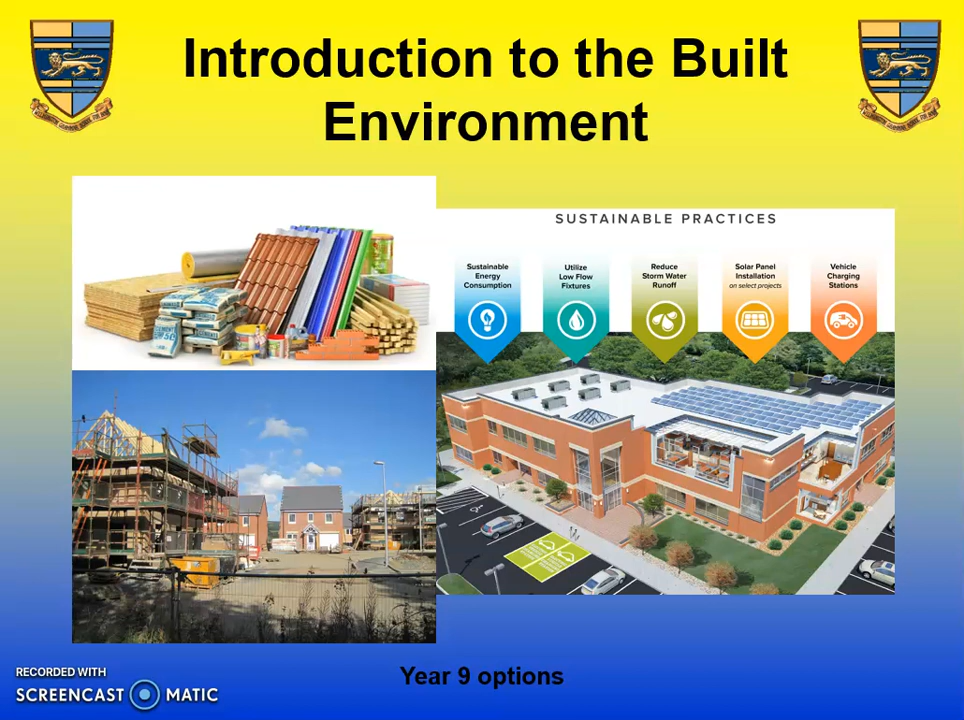 Introduction to the Built
Environment
SUSTAINABLE PRACTICES
Sustainable
Energy
Consumption
Utilize
Low Flow
Fixtures
Reduce
Storm Water
Runoff
Solar Panel
Installation
on select projects
Vehicle
Charging
Stations
Year 9 options
RECORDED WITH
SCREENCAST MATIC